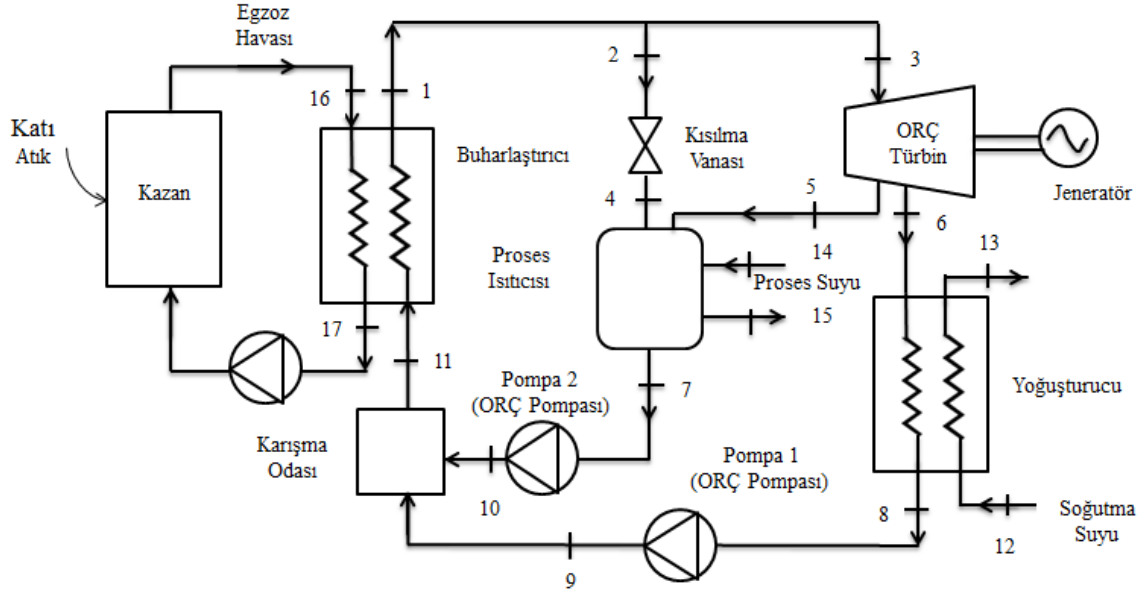 Egzoz
Havası
2
3
16
1
Katı
Atık
Kazan
Buharlaştırıcı
Kısılma
Vanası
ORÇ
Türbin
Jeneratör
4
5
6
Proses
Isıtıcısı
14
Proses Suyu
15
13
17
11
Pompa 2
(ORÇ Pompası)
7
Yoğuşturucu
Karışma
Odası
10
Pompa 1
(ORÇ Pompası)
8
12
Soğutma
Suyu
9